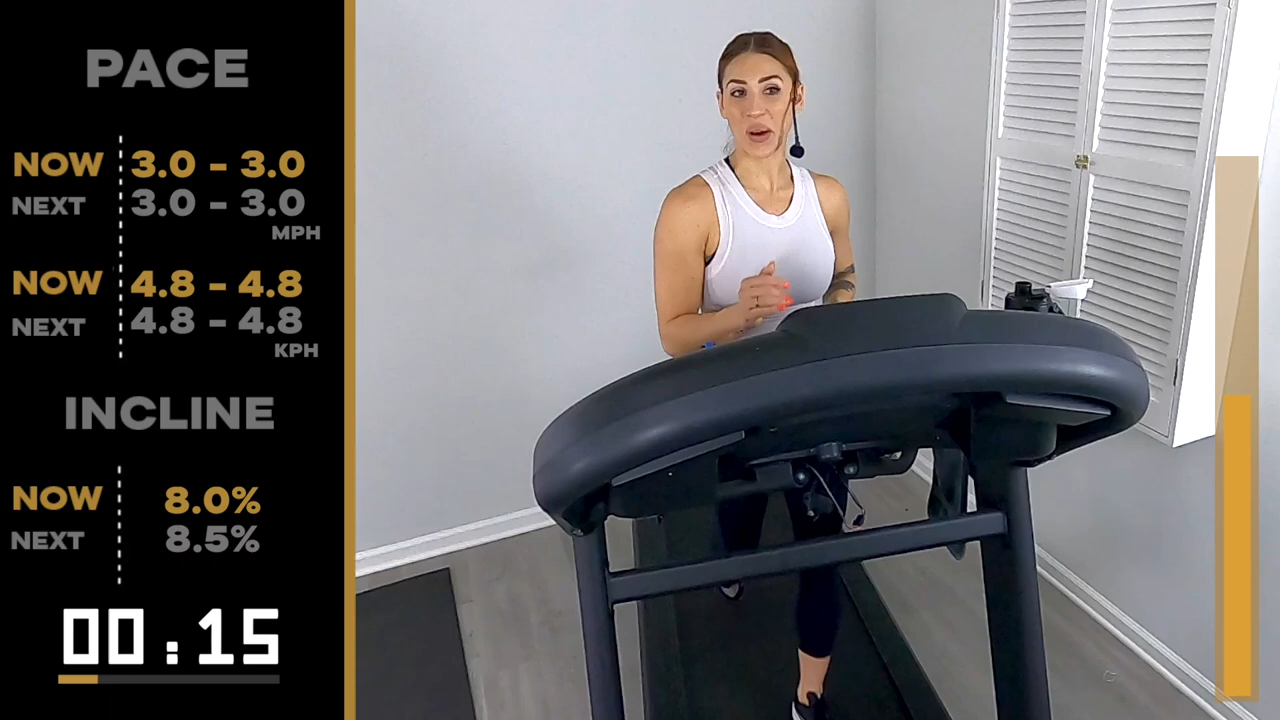 PACE
NOW 3.0 - 3.0
NEXT 3.0 - 3.0
MPH
NOW 4.8 - 4.8
NEXT 4.8 - 4.8
KPH
INCLINE
NOW 8.0%
NEXT 8.5%
00:15